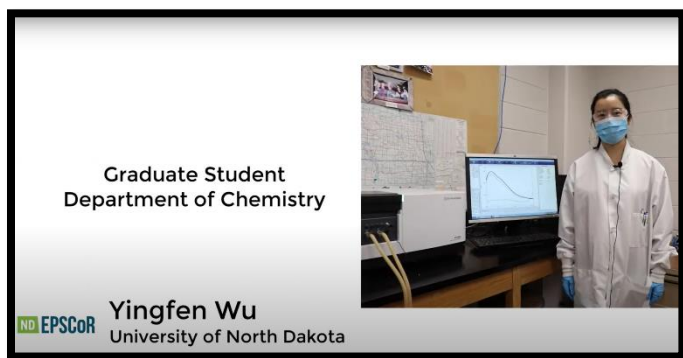 Graduate Student
Department of Chemistry
ND EPSCoR
Yingfen Wu
University of North Dakota